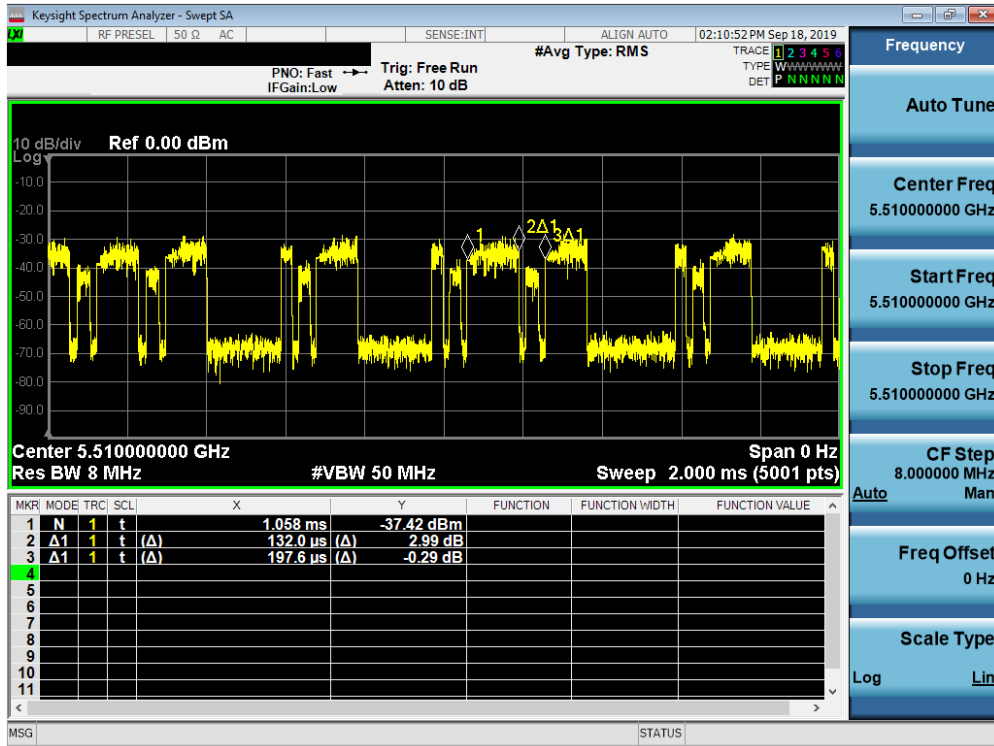 Keysight Spectrum Analyzer - Swept SA
LXI RF PRESEL 50 Ω AC SENSE:INT ALIGN AUTO 02:10:52 PM Sep 18, 2019
#Avg Type: RMS
TRACE 1 2 3 4 5 6
PNO: Fast Trig: Free Run
TYPE WWWWWW
IFGain:Low Atten: 10 dB
DET P N N N N N
10 dB/div Ref 0.00 dBm
Log
-10.0
-20.0
-30.0
-40.0
-50.0
-60.0
-70.0
-80.0
-90.0
1
2Δ1
3Δ1
Center 5.510000000 GHz Span 0 Hz
Res BW 8 MHz #VBW 50 MHz Sweep 2.000 ms (5001 pts)
MKR MODE TRC SCL X Y FUNCTION FUNCTION WIDTH FUNCTION VALUE
1 N 1 t 1.058 ms -37.42 dBm
2 Δ1 1 t (Δ) 132.0 µs (Δ) 2.99 dB
3 Δ1 1 t (Δ) 197.6 µs (Δ) -0.29 dB
4
5
6
7
8
9
10
11
MSG STATUS
Frequency
Auto Tune
Center Freq
5.510000000 GHz
Start Freq
5.510000000 GHz
Stop Freq
5.510000000 GHz
CF Step
8.000000 MHz
Auto Man
Freq Offset
0 Hz
Scale Type
Log Lin